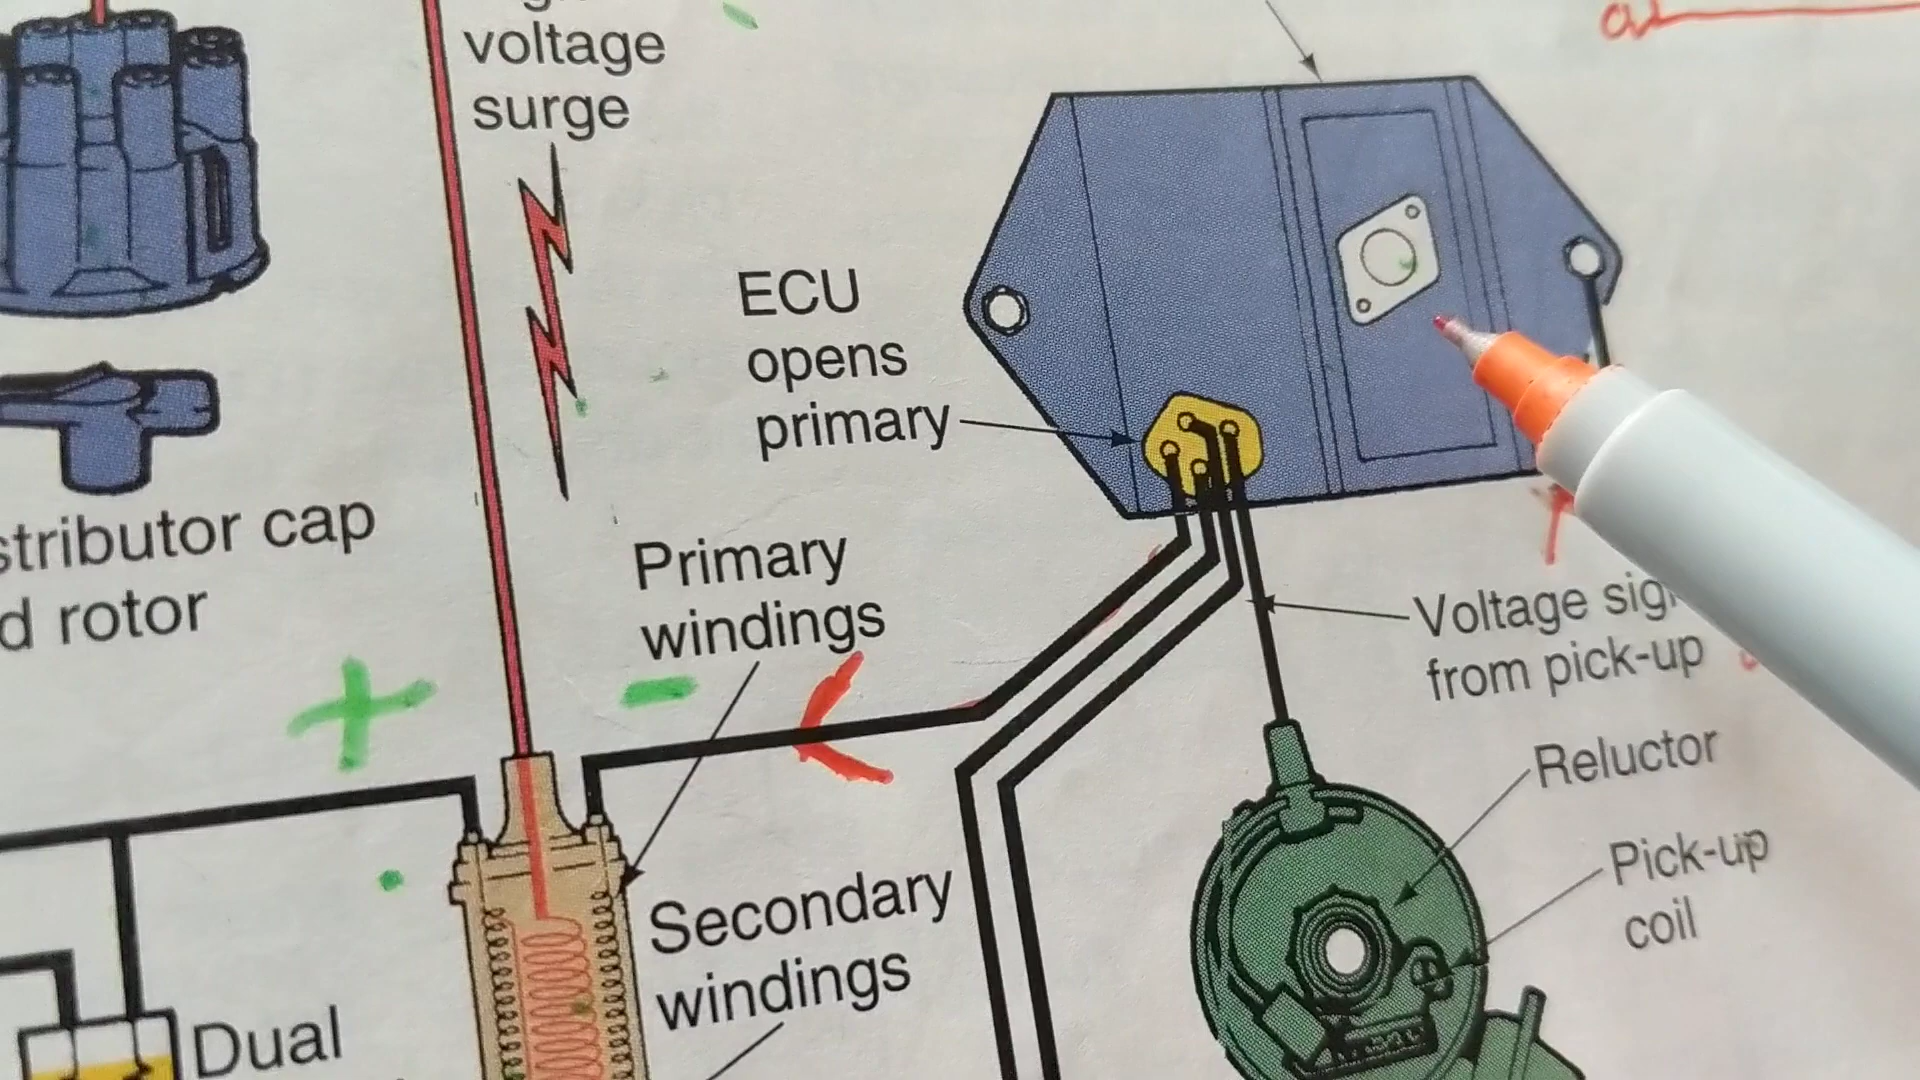 voltage
surge
ECU
opens
primary
stributor cap
d rotor
Primary
windings
+
-
Voltage sig
from pick-up
Reluctor
Pick-up
coil
Secondary
windings
Dual